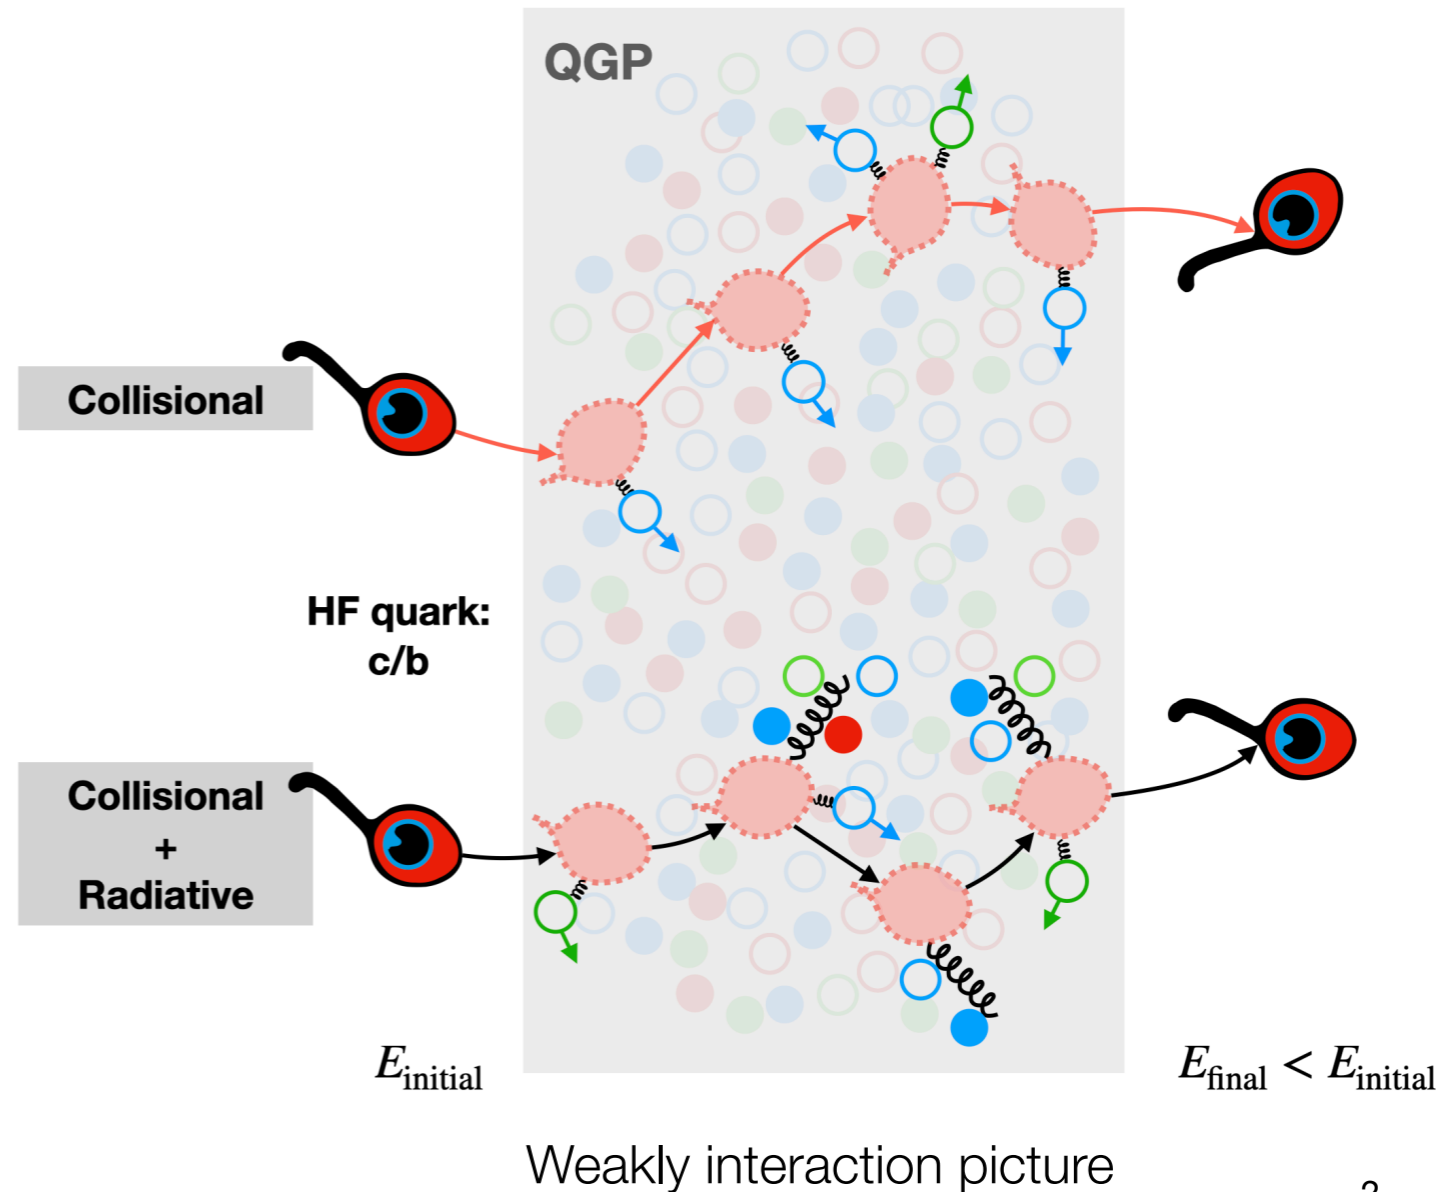 QGP
Collisional
HF quark:
c/b
Collisional
+
Radiative
E_initial
E_final < E_initial
Weakly interaction picture